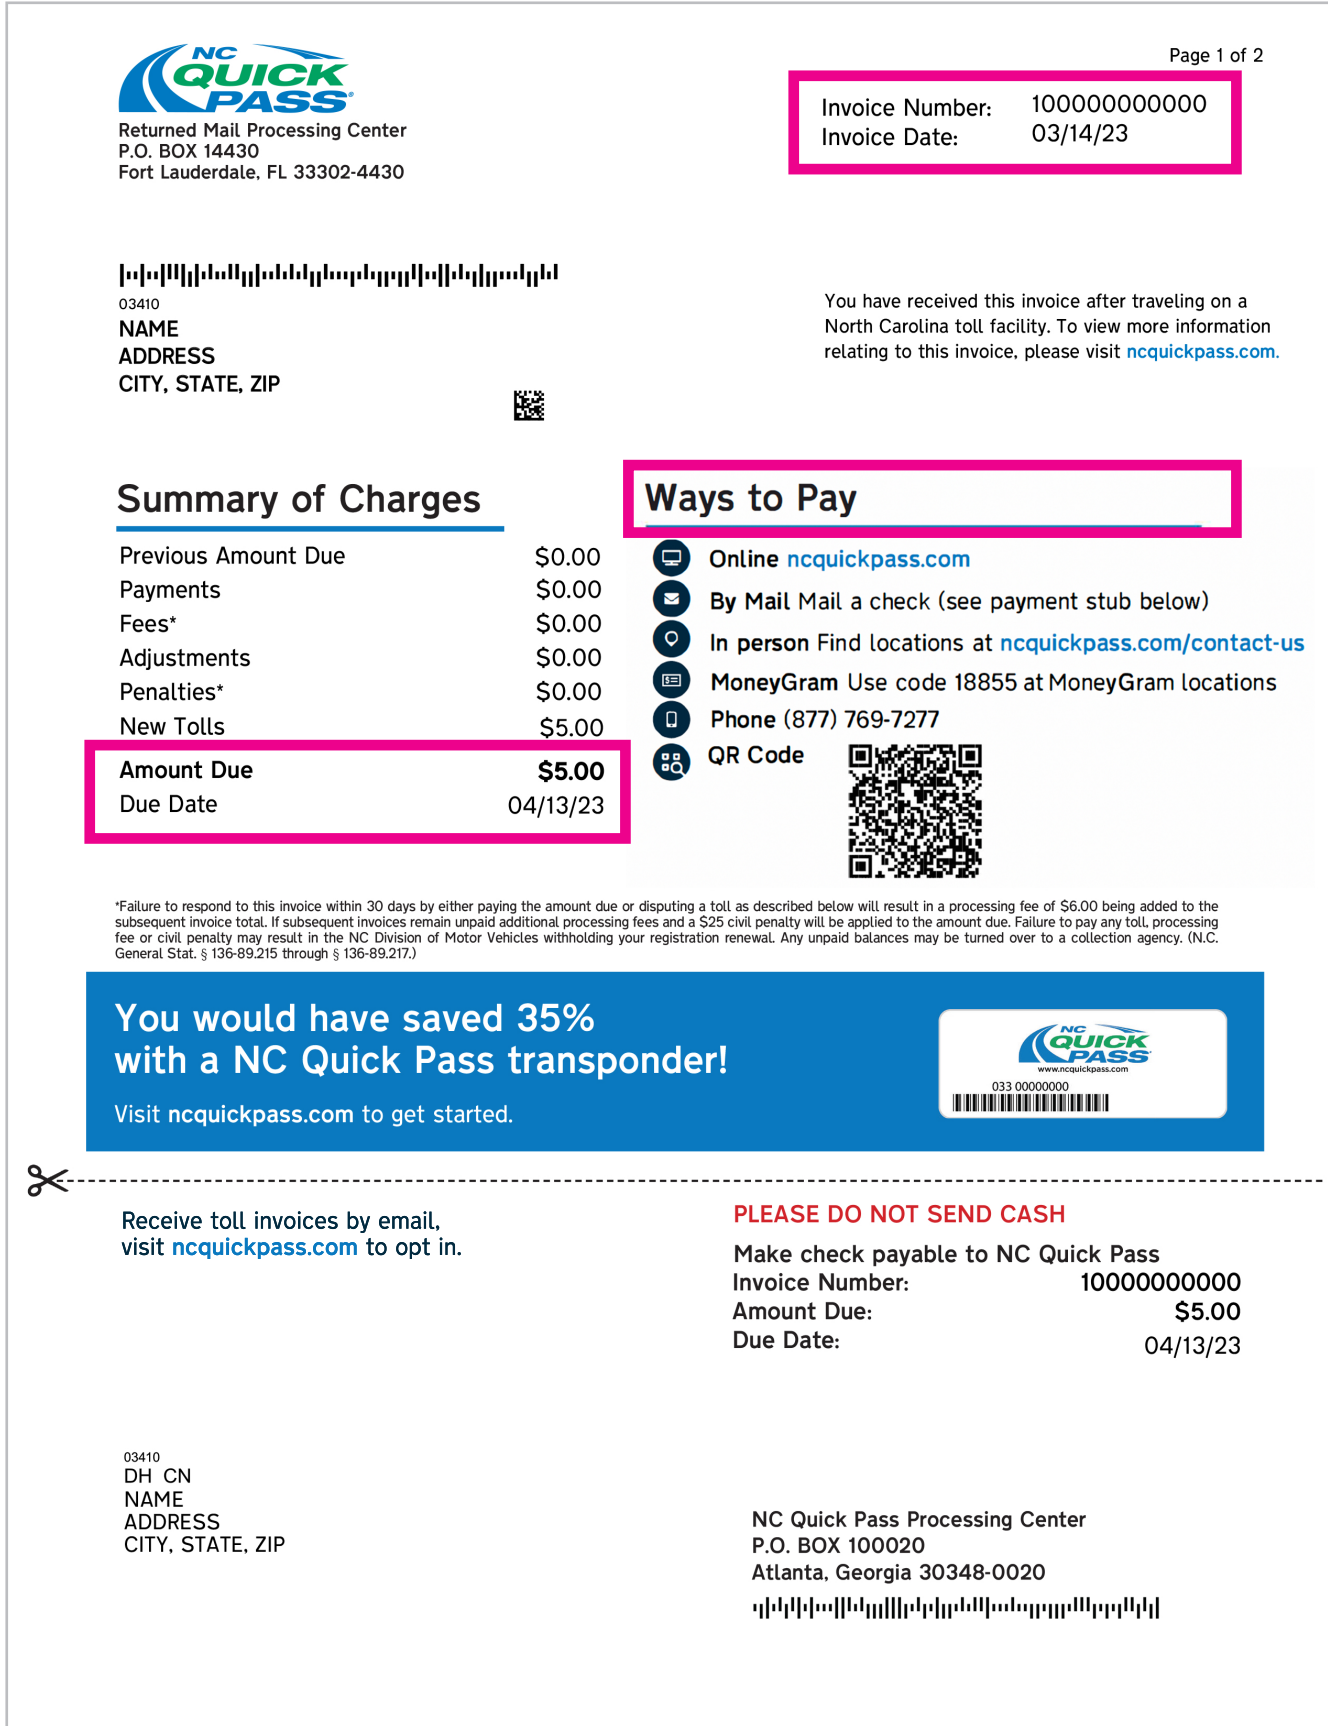 NC
QUICK
PASS®
Returned Mail Processing Center
P.O. BOX 14430
Fort Lauderdale, FL 33302-4430
Page 1 of 2
Invoice Number: 100000000000
Invoice Date: 03/14/23
03410
NAME
ADDRESS
CITY, STATE, ZIP
You have received this invoice after traveling on a
North Carolina toll facility. To view more information
relating to this invoice, please visit ncquickpass.com.
Summary of Charges
Previous Amount Due $0.00
Payments $0.00
Fees* $0.00
Adjustments $0.00
Penalties* $0.00
New Tolls $5.00
Amount Due $5.00
Due Date 04/13/23
Ways to Pay
Online ncquickpass.com
By Mail Mail a check (see payment stub below)
In person Find locations at ncquickpass.com/contact-us
MoneyGram Use code 18855 at MoneyGram locations
Phone (877) 769-7277
QR Code
*Failure to respond to this invoice within 30 days by either paying the amount due or disputing a toll as described below will result in a processing fee of $6.00 being added to the
subsequent invoice total. If subsequent invoices remain unpaid additional processing fees and a $25 civil penalty will be applied to the amount due. Failure to pay any toll, processing
fee or civil penalty may result in the NC Division of Motor Vehicles withholding your registration renewal. Any unpaid balances may be turned over to a collection agency. (N.C.
General Stat. § 136-89.215 through § 136-89.217.)
You would have saved 35%
with a NC Quick Pass transponder!
Visit ncquickpass.com to get started.
NC
QUICK
PASS
www.ncquickpass.com
033 00000000
Receive toll invoices by email,
visit ncquickpass.com to opt in.
PLEASE DO NOT SEND CASH
Make check payable to NC Quick Pass
Invoice Number: 10000000000
Amount Due: $5.00
Due Date: 04/13/23
03410
DH CN
NAME
ADDRESS
CITY, STATE, ZIP
NC Quick Pass Processing Center
P.O. BOX 100020
Atlanta, Georgia 30348-0020